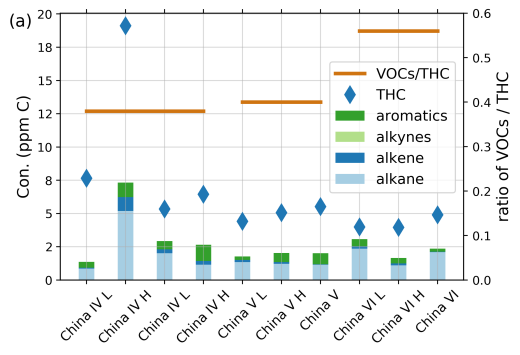 (a)
20
18
15
12
10
8
5
2
0
Con. (ppm C)
0.6
0.5
0.4
0.3
0.2
0.1
0.0
ratio of VOCs / THC
VOCs/THC
THC
aromatics
alkynes
alkene
alkane
China IV L
China IV H
China IV L
China IV H
China V L
China V H
China V
China VI L
China VI H
China VI